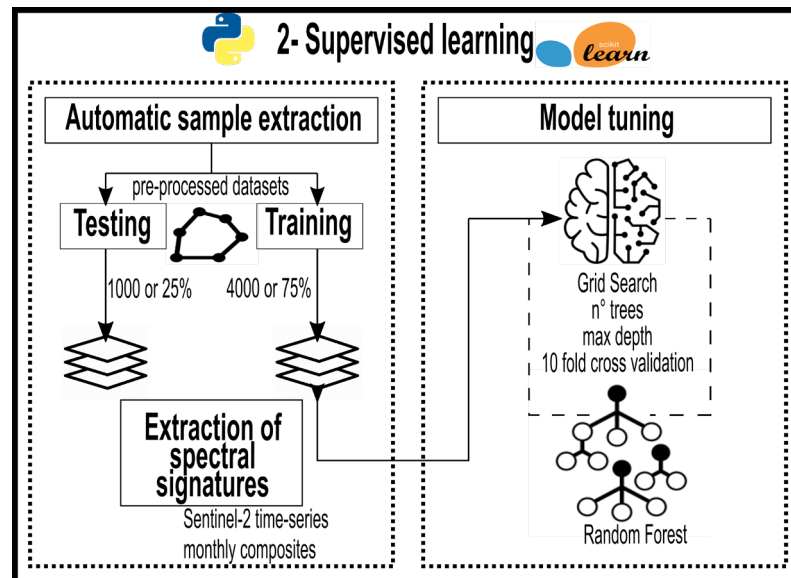 2- Supervised learning
scikit
learn
Automatic sample extraction
pre-processed datasets
Testing
Training
1000 or 25%
4000 or 75%
Extraction of
spectral
signatures
Sentinel-2 time-series
monthly composites
Model tuning
Grid Search
n° trees
max depth
10 fold cross validation
Random Forest